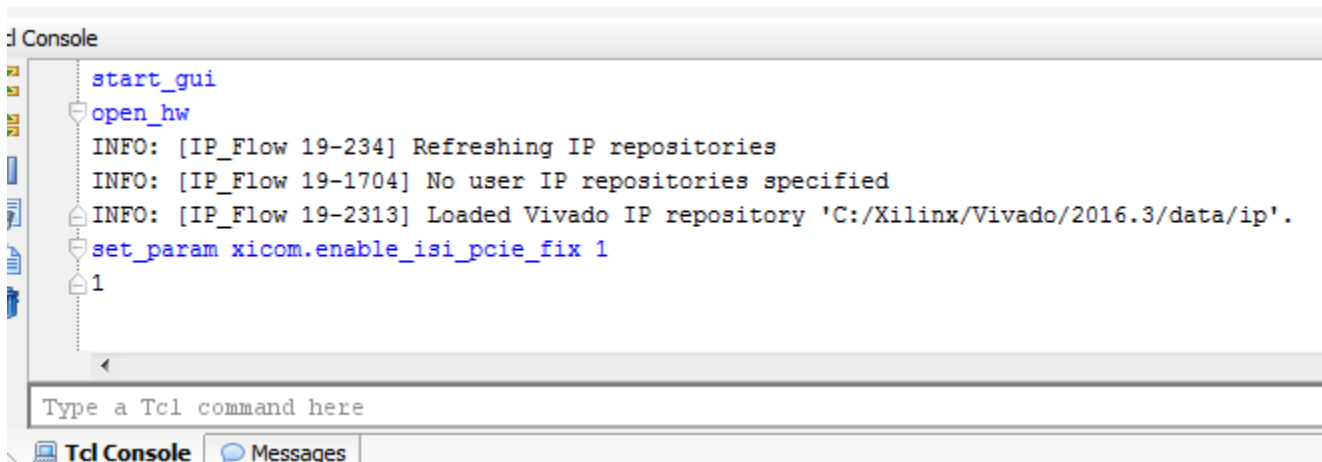 cl Console
start_gui
open_hw
INFO: [IP_Flow 19-234] Refreshing IP repositories
INFO: [IP_Flow 19-1704] No user IP repositories specified
INFO: [IP_Flow 19-2313] Loaded Vivado IP repository 'C:/Xilinx/Vivado/2016.3/data/ip'.
set_param xicom.enable_isi_pcie_fix 1
1
Type a Tcl command here
Tcl Console Messages